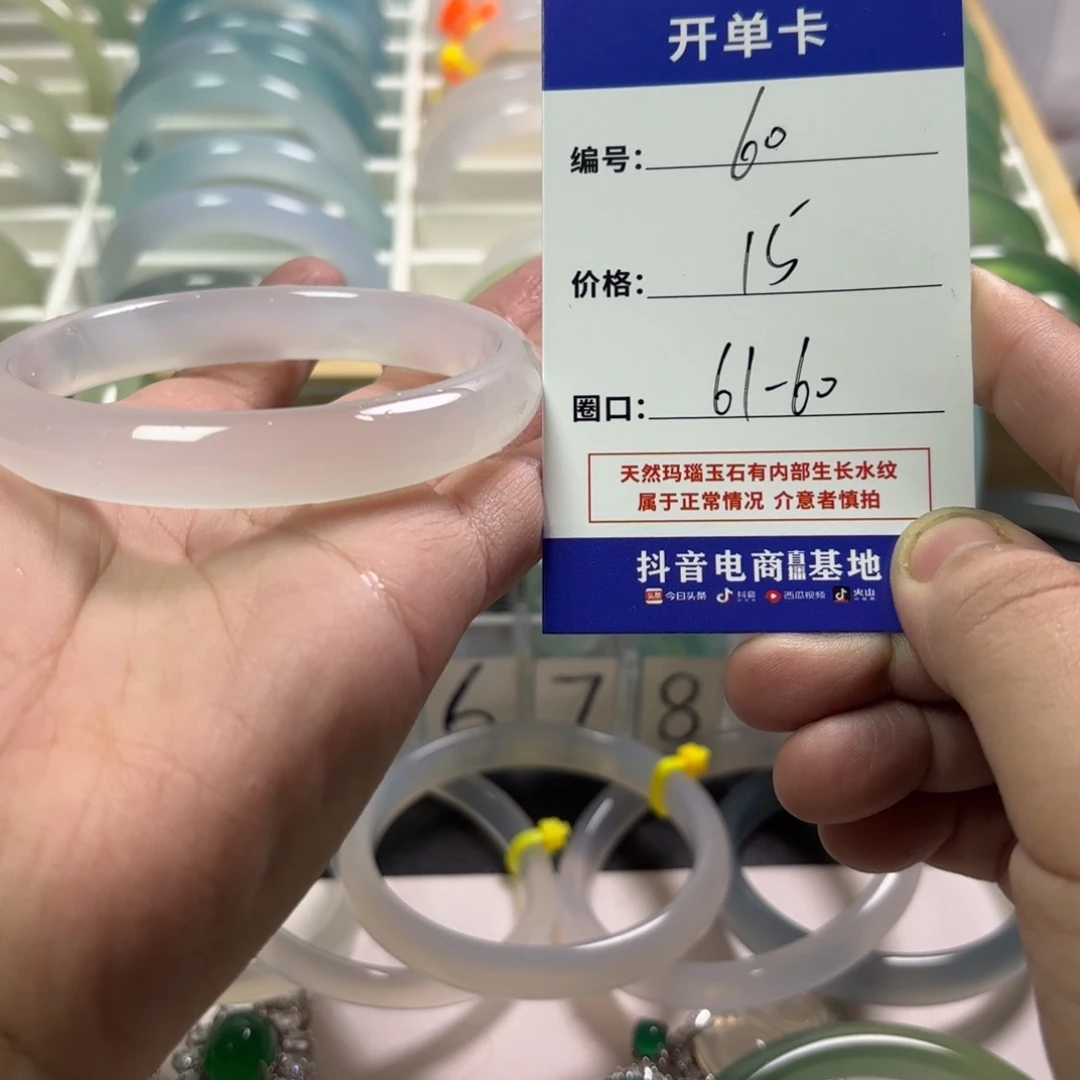 开单卡
编号：60
价格：15
圈口：61-60
天然玛瑙玉石有内部生长水纹
属于正常情况 介意者慎拍
抖音电商直播基地
头条 今日头条 抖音 西瓜视频 火山
6 7 8